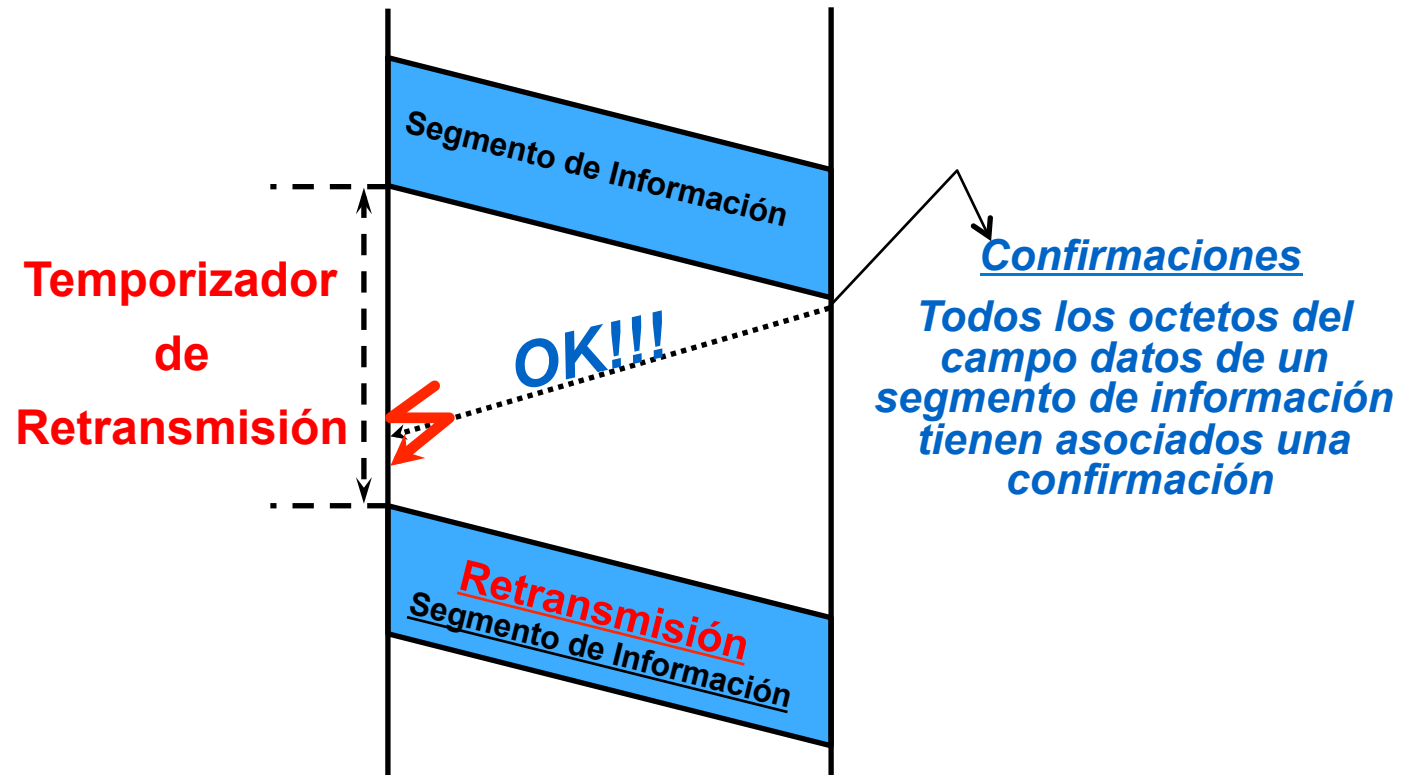 Segmento de Información
Temporizador
de
Retransmisión
OK!!!
Confirmaciones
Todos los octetos del
campo datos de un
segmento de información
tienen asociados una
confirmación
Retransmisión
Segmento de Información